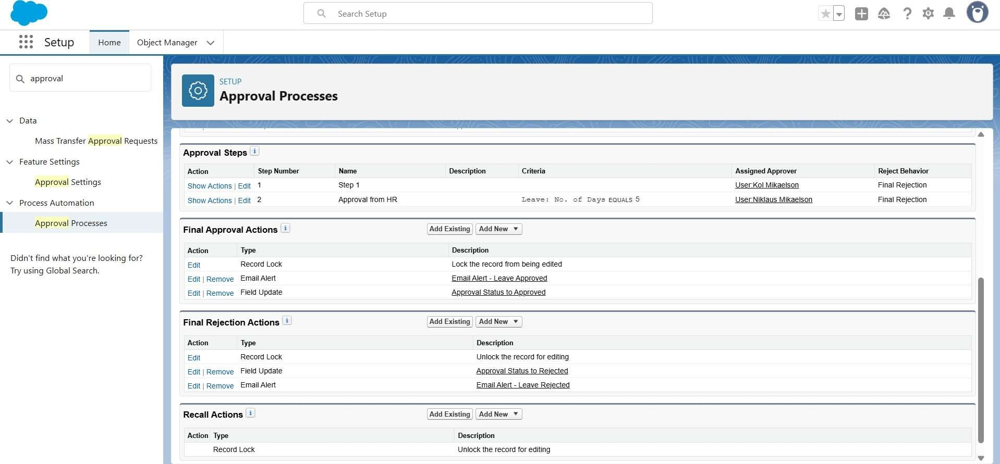 Search Setup
Setup Home Object Manager
approval
Data
Mass Transfer Approval Requests
Feature Settings
Approval Settings
Process Automation
Approval Processes
Didn't find what you're looking for?
Try using Global Search.
SETUP
Approval Processes
Approval Steps i
Action Step Number Name Description Criteria Assigned Approver Reject Behavior
Show Actions | Edit 1 Step 1 User:Kol Mikaelson Final Rejection
Show Actions | Edit 2 Approval from HR Leave: No. of Days EQUALS 5 User:Niklaus Mikaelson Final Rejection
Final Approval Actions i Add Existing Add New
Action Type Description
Edit Record Lock Lock the record from being edited
Edit | Remove Email Alert Email Alert - Leave Approved
Edit | Remove Field Update Approval Status to Approved
Final Rejection Actions i Add Existing Add New
Action Type Description
Edit Record Lock Unlock the record for editing
Edit | Remove Field Update Approval Status to Rejected
Edit | Remove Email Alert Email Alert - Leave Rejected
Recall Actions i Add Existing Add New
Action Type Description
Record Lock Unlock the record for editing